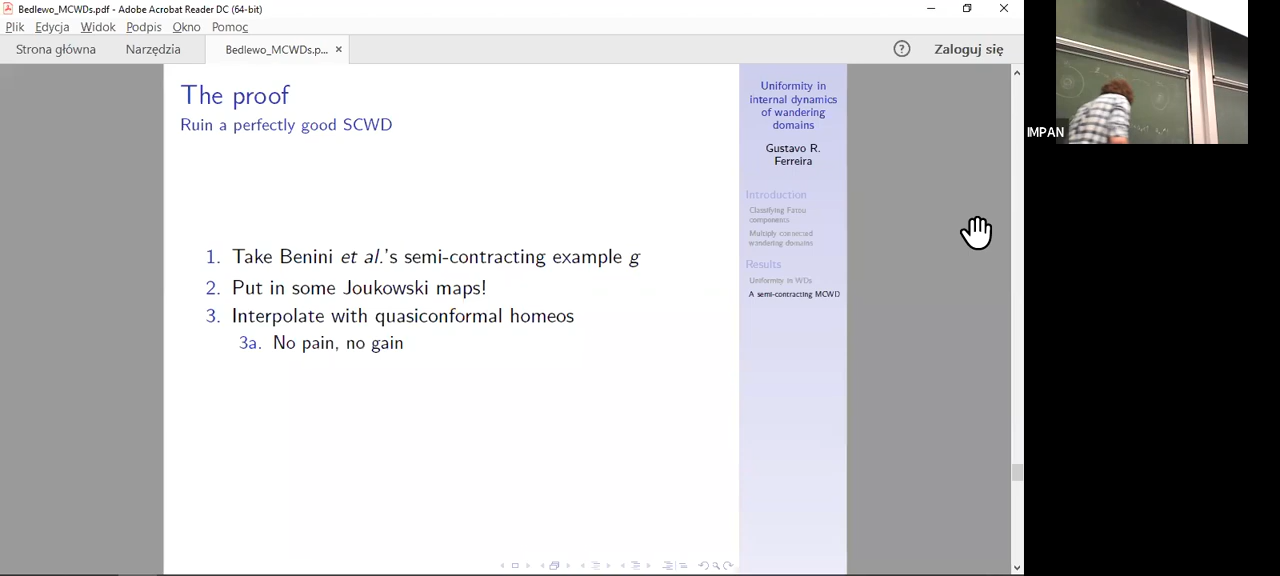 Bedlewo_MCWDs.pdf - Adobe Acrobat Reader DC (64-bit)
Plik Edycja Widok Podpis Okno Pomoc
Strona główna Narzędzia Bedlewo_MCWDs.p... × ? Zaloguj się
The proof
Ruin a perfectly good SCWD
1. Take Benini et al.'s semi-contracting example g
2. Put in some Joukowski maps!
3. Interpolate with quasiconformal homeos
3a. No pain, no gain
Uniformity in
internal dynamics
of wandering
domains
Gustavo R.
Ferreira
Introduction
Classifying Fatou
components
Multiply connected
wandering domains
Results
Uniformity in WDs
A semi-contracting MCWD
IMPAN